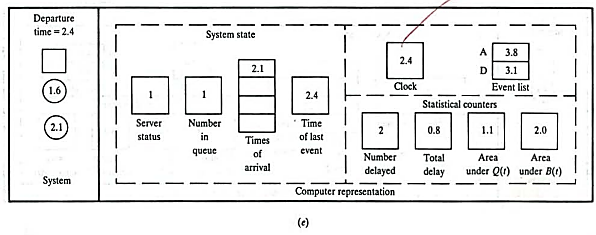 Departure
time = 2.4
1.6
2.1
System
System state
1
Server
status
1
Number
in
queue
2.1
Times
of
arrival
2.4
Time
of last
event
2.4
Clock
A 3.8
D 3.1
Event list
Statistical counters
2
Number
delayed
0.8
Total
delay
1.1
Area
under Q(t)
2.0
Area
under B(t)
Computer representation
(e)